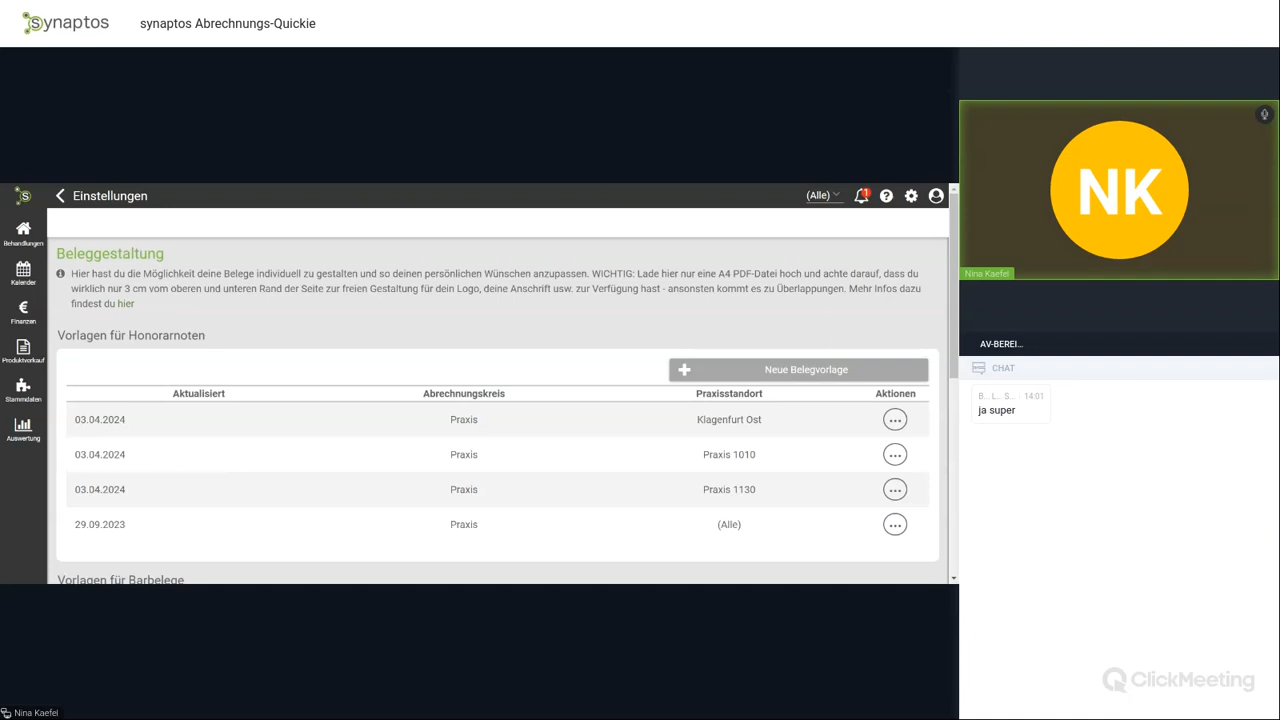 synaptos
synaptos Abrechnungs-Quickie
NK
Nina Kaefel
AV-BEREI...
CHAT
B... L... S... 14:01
ja super
ClickMeeting
Einstellungen
(Alle)
1
Behandlungen
Kalender
Finanzen
Produktverkauf
Stammdaten
Auswertung
Beleggestaltung
Hier hast du die Möglichkeit deine Belege individuell zu gestalten und so deinen persönlichen Wünschen anzupassen. WICHTIG: Lade hier nur eine A4 PDF-Datei hoch und achte darauf, dass du
wirklich nur 3 cm vom oberen und unteren Rand der Seite zur freien Gestaltung für dein Logo, deine Anschrift usw. zur Verfügung hast - ansonsten kommt es zu Überlappungen. Mehr Infos dazu
findest du hier
Vorlagen für Honorarnoten
Neue Belegvorlage
Aktualisiert Abrechnungskreis Praxisstandort Aktionen
03.04.2024 Praxis Klagenfurt Ost
03.04.2024 Praxis Praxis 1010
03.04.2024 Praxis Praxis 1130
29.09.2023 Praxis (Alle)
Vorlagen für Barbelege
Nina Kaefel